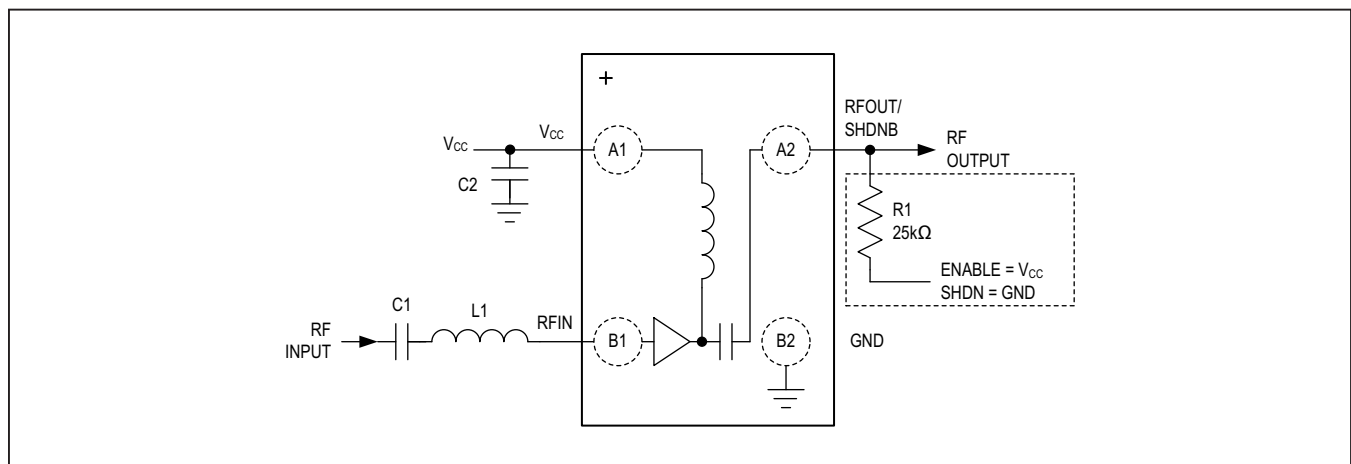 +
RFOUT/
SHDNB
VCC
VCC
A1
A2
RF
OUTPUT
C2
R1
25kΩ
ENABLE = VCC
SHDN = GND
C1
L1
RFIN
RF
INPUT
B1
B2
GND